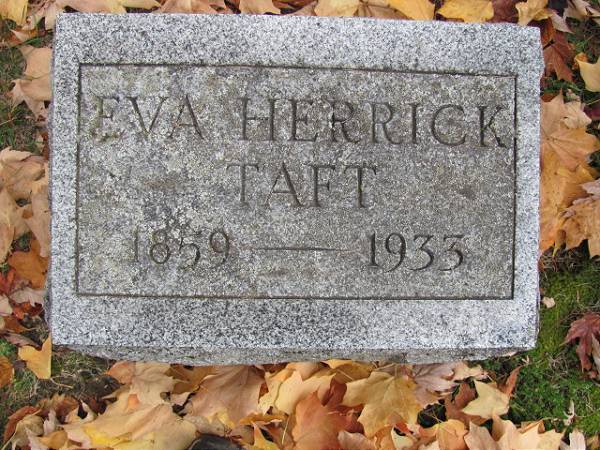 EVA HERRICK
TAFT
1859 — 1933